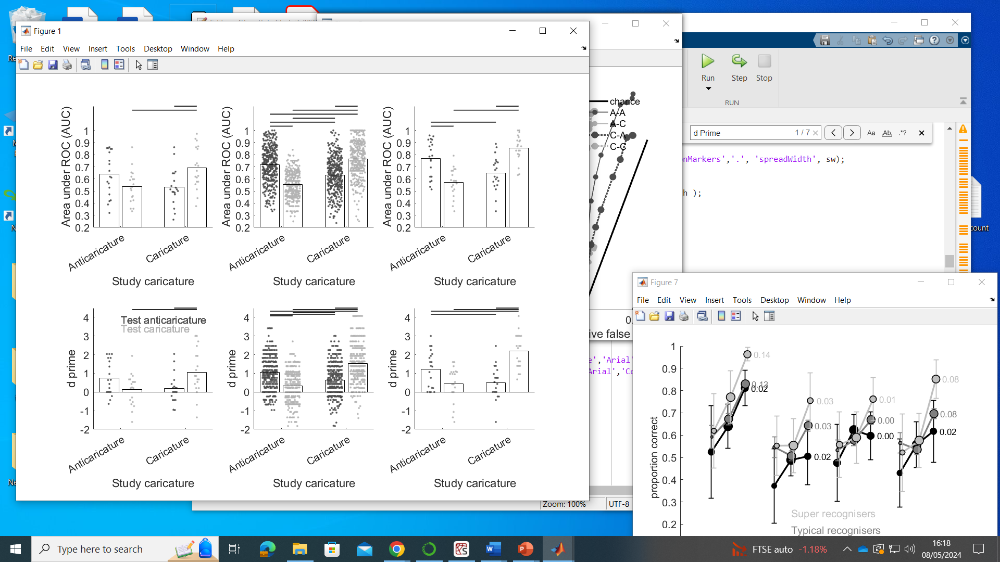 Figure 1
File Edit View Insert Tools Desktop Window Help
Area under ROC (AUC)
1
0.9
0.8
0.7
0.6
0.5
0.4
0.3
0.2
Anticaricature
Caricature
Study caricature
Area under ROC (AUC)
1
0.9
0.8
0.7
0.6
0.5
0.4
0.3
0.2
Anticaricature
Caricature
Study caricature
Area under ROC (AUC)
1
0.9
0.8
0.7
0.6
0.5
0.4
0.3
0.2
Anticaricature
Caricature
Study caricature
d prime
4
3
2
1
0
-1
-2
Test anticaricature
Test caricature
Anticaricature
Caricature
Study caricature
d prime
4
3
2
1
0
-1
-2
Anticaricature
Caricature
Study caricature
d prime
4
3
2
1
0
-1
-2
Anticaricature
Caricature
Study caricature
chance
A-A
A-C
C-A
C-C
0.
ive false
Run
Step
Stop
RUN
d Prime 1 / 7
Aa Ab .*?
onMarkers','.', 'spreadWidth', sw);
h );
e','Arial'
Arial','Co
Zoom: 100% UTF-8
count
Figure 7
File Edit View Insert Tools Desktop Window Help
proportion correct
1
0.9
0.8
0.7
0.6
0.5
0.4
0.3
0.2
0.14
0.13
0.02
0.03
0.03
0.02
0.01
0.00
0.00
0.08
0.08
0.02
Super recognisers
Typical recognisers
Type here to search
FTSE auto -1.18%
16:18
08/05/2024